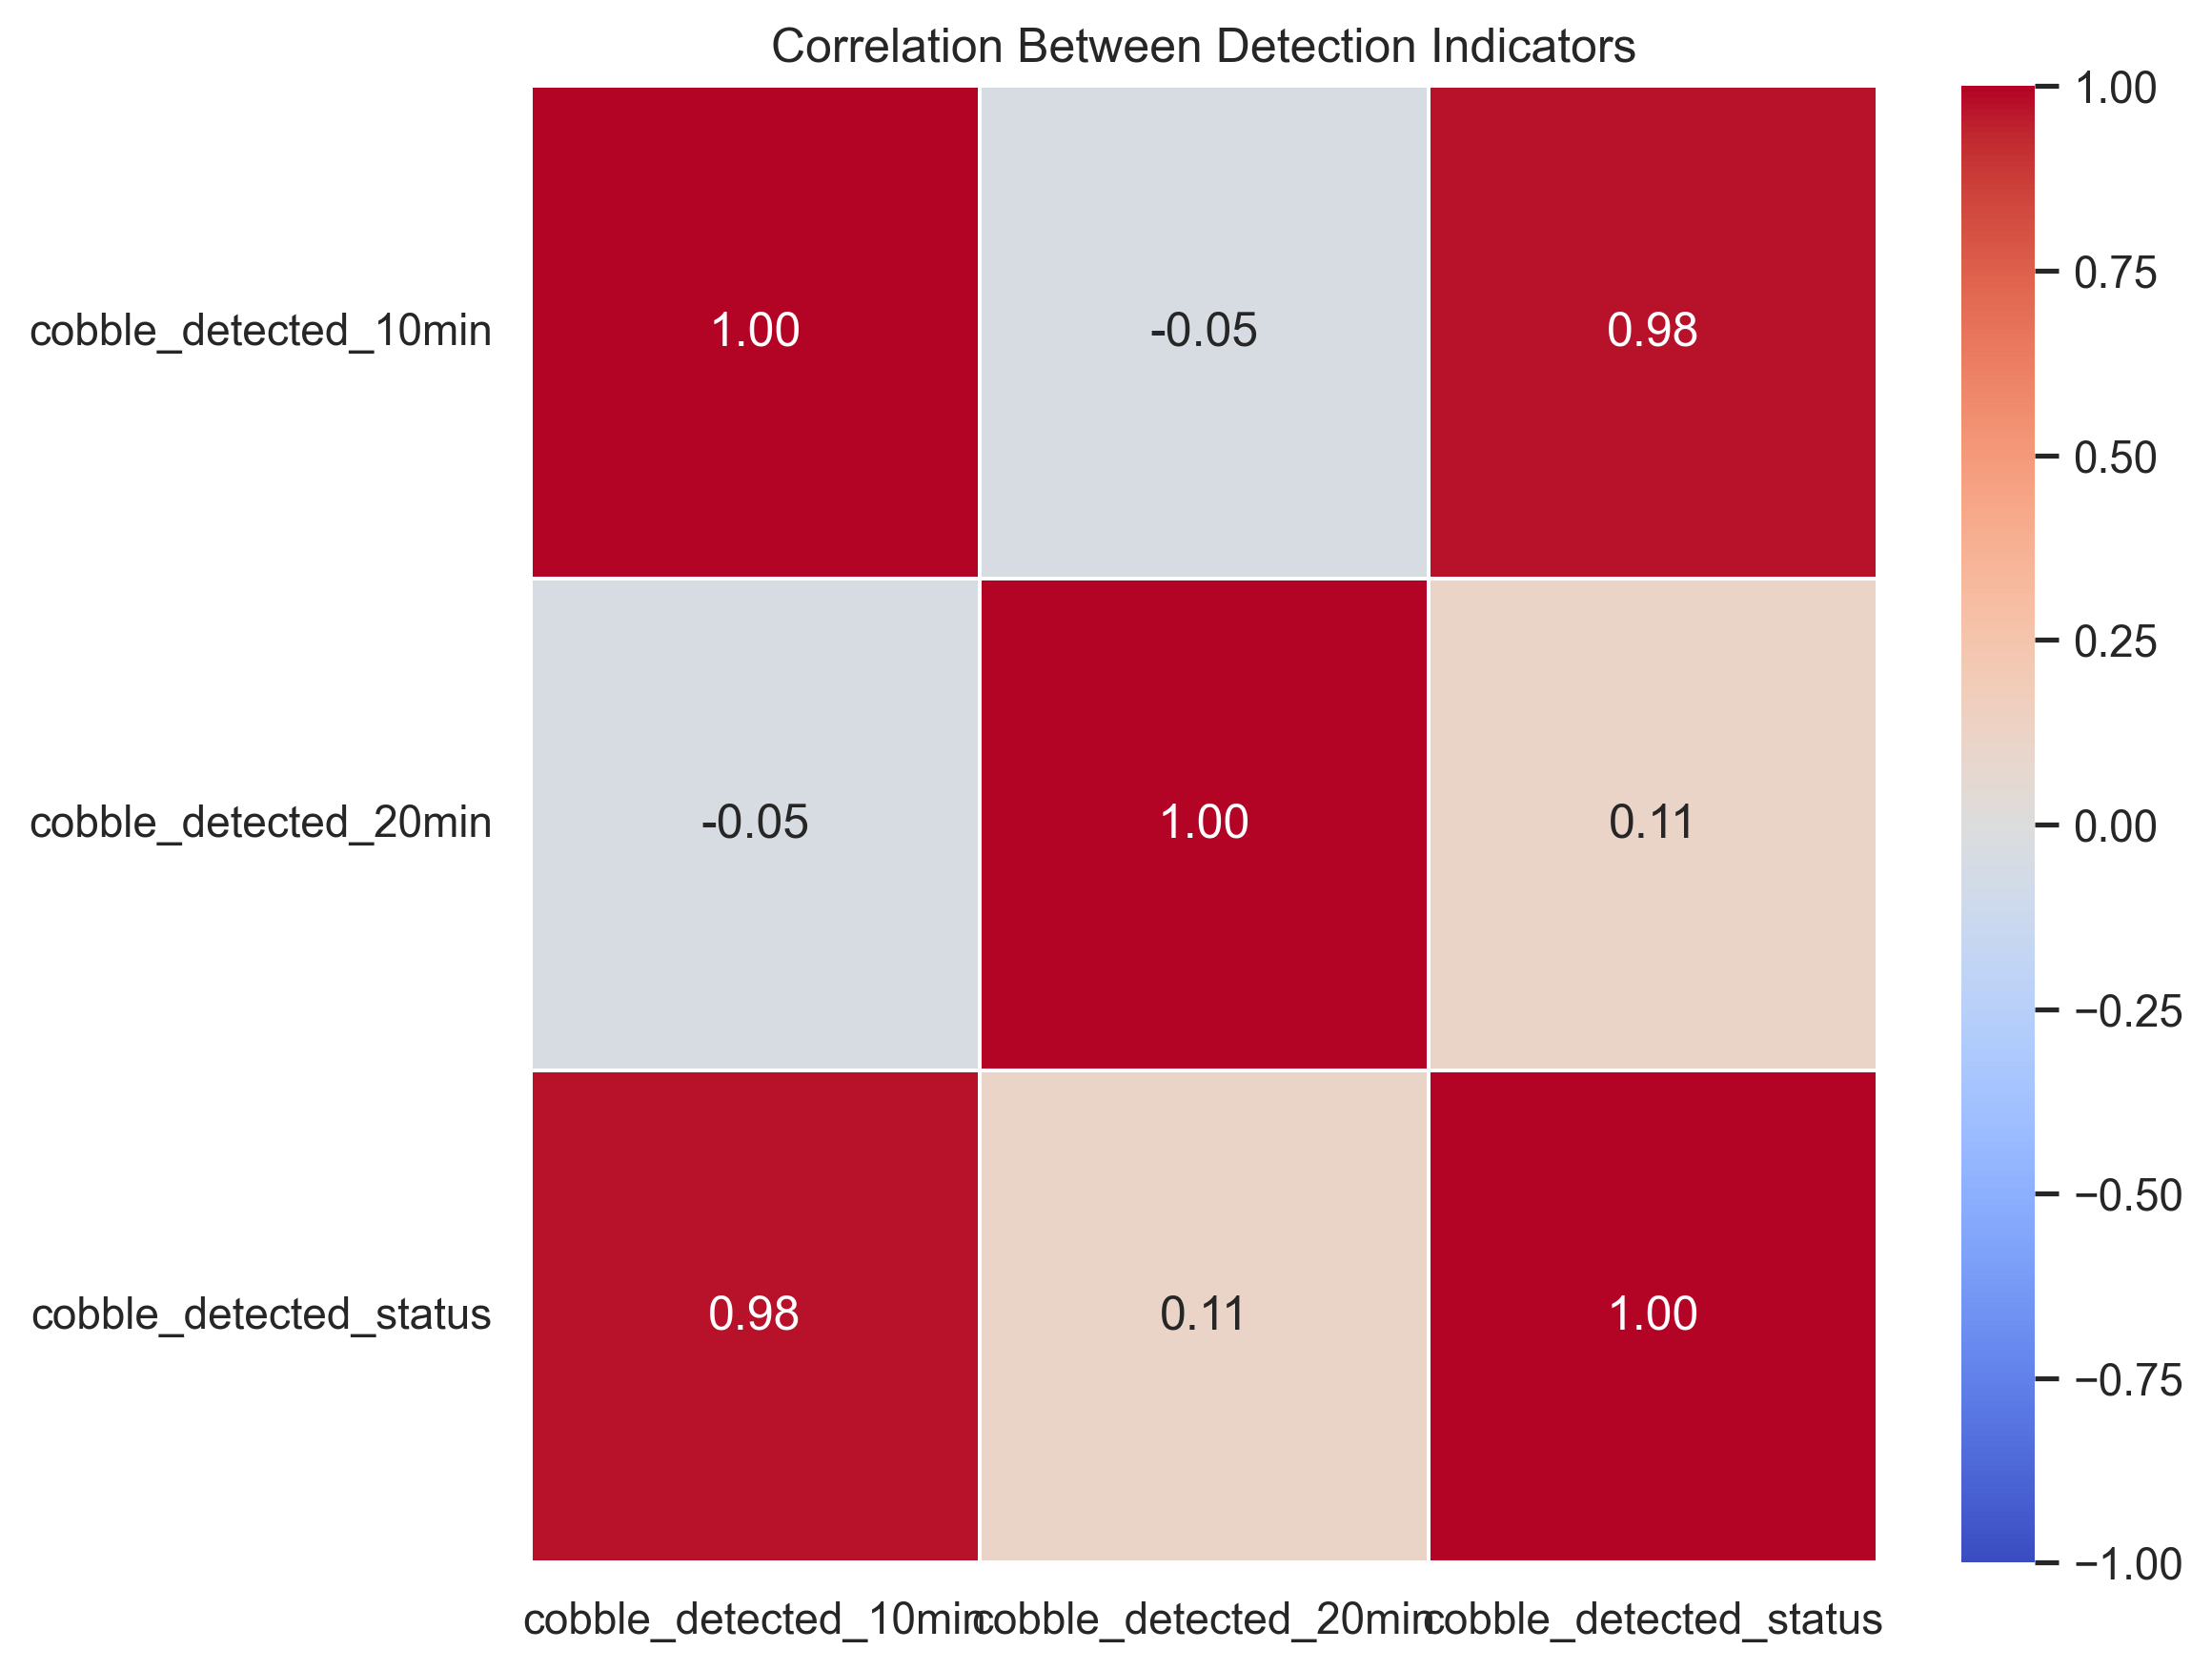 Correlation Between Detection Indicators
cobble_detected_10min
1.00
-0.05
0.98
cobble_detected_20min
-0.05
1.00
0.11
cobble_detected_status
0.98
0.11
1.00
cobble_detected_10min
cobble_detected_20min
cobble_detected_status
1.00
0.75
0.50
0.25
0.00
−0.25
−0.50
−0.75
−1.00